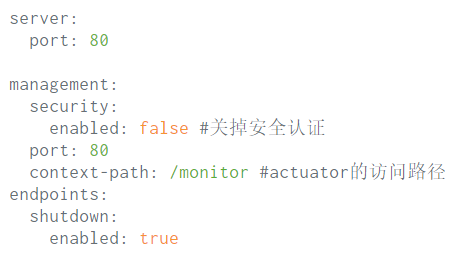 server:
  port: 80

management:
  security:
    enabled: false #关掉安全认证
  port: 80
  context-path: /monitor #actuator的访问路径
endpoints:
  shutdown:
    enabled: true